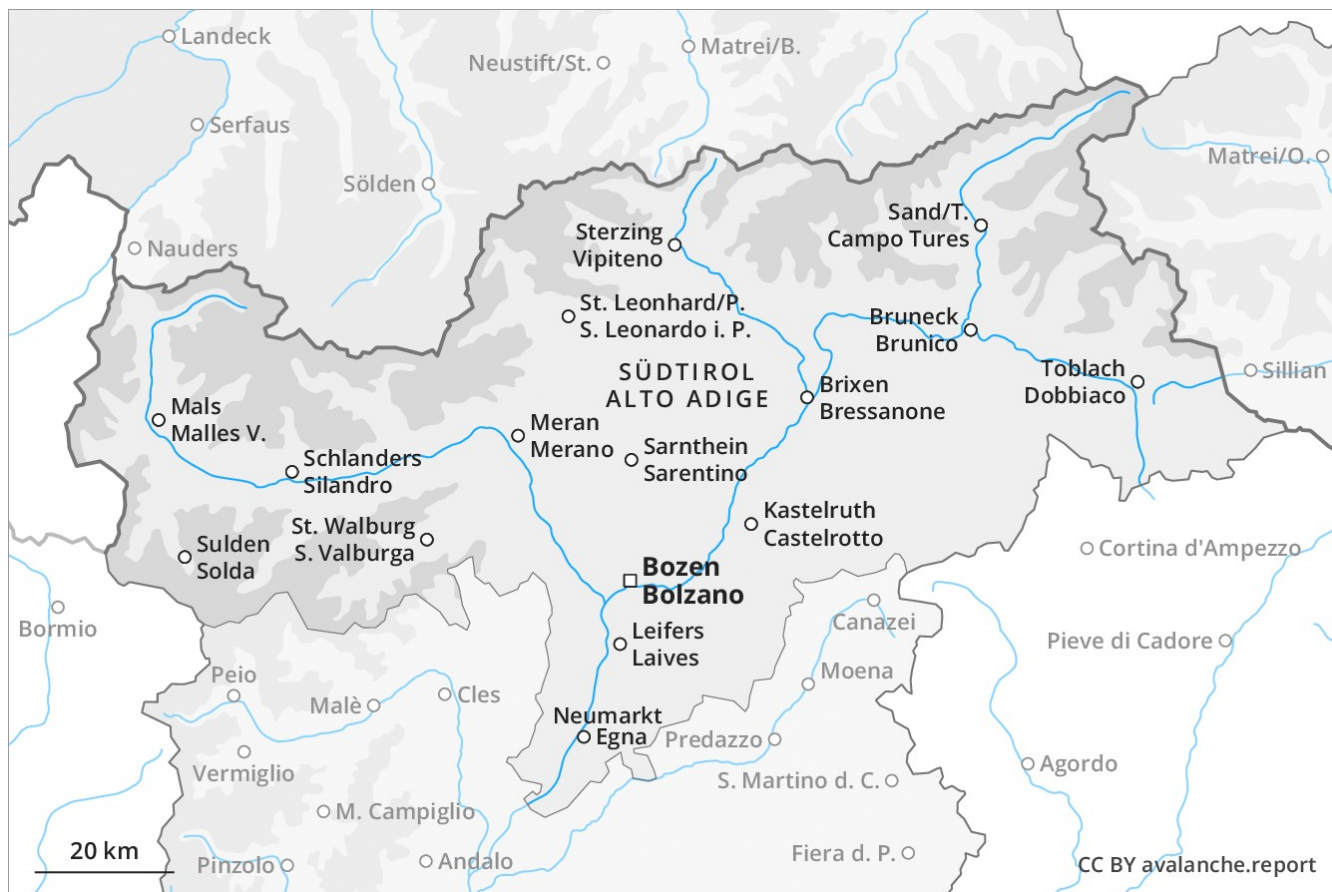 Landeck
Matrei/B.
Neustift/St.
Serfaus
Matrei/O.
Sölden
Sand/T.
Campo Tures
Nauders
Sterzing
Vipiteno
St. Leonhard/P.
S. Leonardo i. P.
Bruneck
Brunico
SÜDTIROL
ALTO ADIGE
Toblach
Dobbiaco
Sillian
Brixen
Bressanone
Mals
Malles V.
Meran
Merano
Sarnthein
Sarentino
Schlanders
Silandro
Kastelruth
Castelrotto
St. Walburg
S. Valburga
Sulden
Solda
Cortina d'Ampezzo
Bozen
Bolzano
Bormio
Canazei
Leifers
Laives
Pieve di Cadore
Peio
Moena
Malè
Cles
Neumarkt
Egna
Predazzo
Vermiglio
Agordo
S. Martino d. C.
M. Campiglio
20 km
Pinzolo
Andalo
Fiera d. P.
CC BY avalanche.report